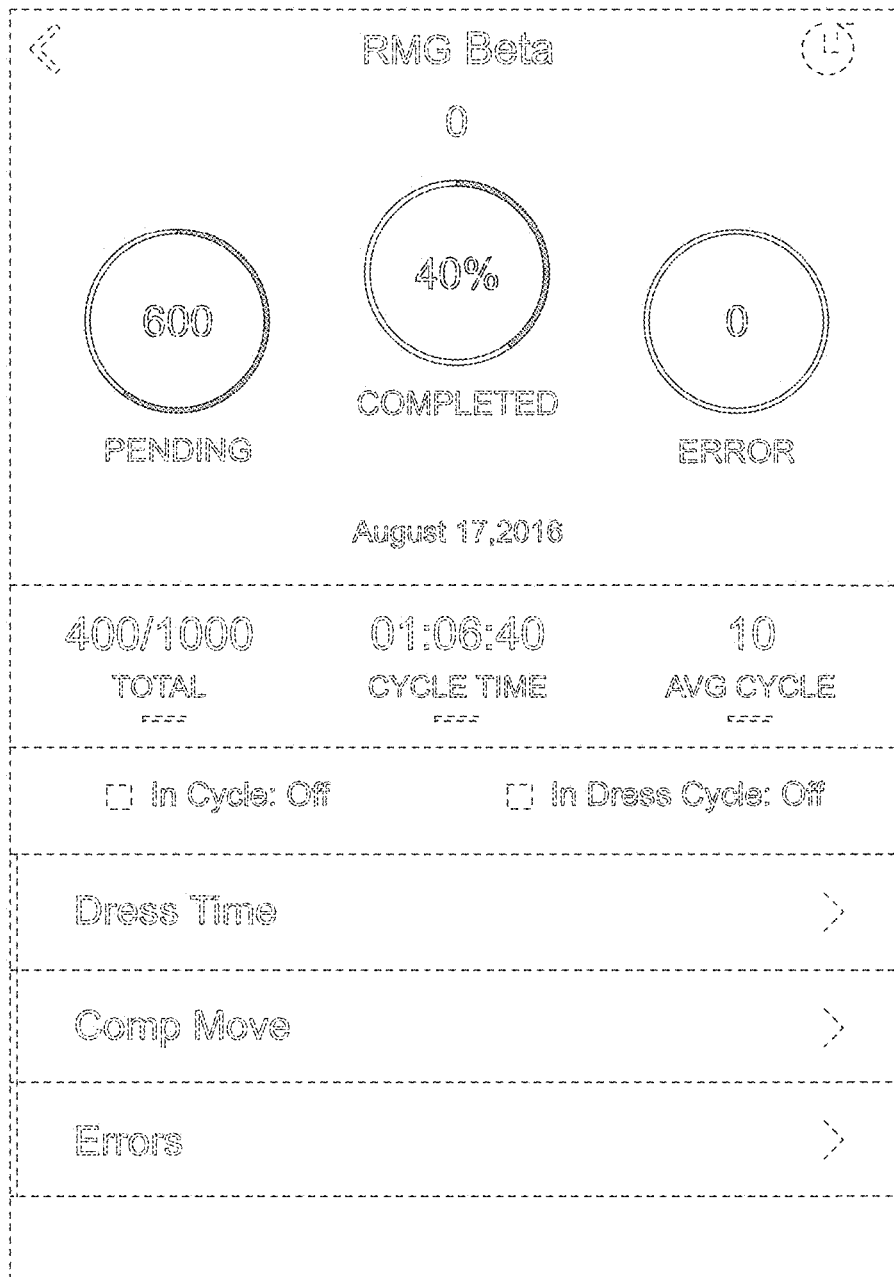 RMG Beta
0
600
40%
0
PENDING
COMPLETED
ERROR
August 17,2016
400/1000
01:06:40
10
TOTAL
CYCLE TIME
AVG CYCLE
In Cycle: Off
In Dress Cycle: Off
Dress Time
Comp Move
Errors